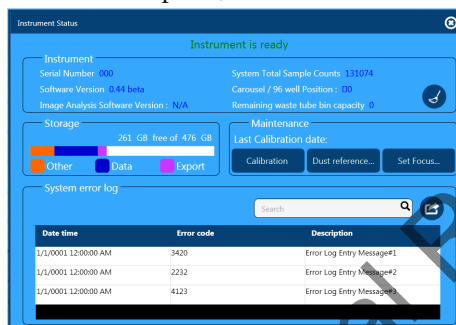 Instrument Status
Instrument is ready
Instrument
Serial Number 000
System Total Sample Counts 131074
Software Version 0.44 beta
Carousel / 96 well Position : 00
Image Analysis Software Version : N/A
Remaining waste tube bin capacity 0
Storage
261 GB free of 476 GB
Other Data Export
Maintenance
Last Calibration date:
Calibration Dust reference... Set Focus...
System error log
Search
Date time Error code Description
1/1/0001 12:00:00 AM 3420 Error Log Entry Message#1
1/1/0001 12:00:00 AM 2232 Error Log Entry Message#2
1/1/0001 12:00:00 AM 4123 Error Log Entry Message#3